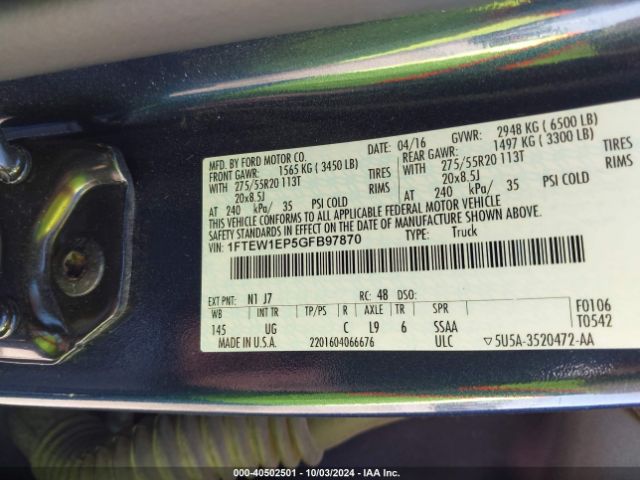 MFD. BY FORD MOTOR CO.
DATE: 04/16 GVWR: 2948 KG ( 6500 LB)
FRONT GAWR: 1565 KG ( 3450 LB)
REAR GAWR: 1497 KG ( 3300 LB)
WITH 275/55R20 113T TIRES
WITH 275/55R20 113T TIRES
20x8.5J RIMS
20x8.5J RIMS
AT 240 kPa/ 35 PSI COLD
AT 240 kPa/ 35 PSI COLD
THIS VEHICLE CONFORMS TO ALL APPLICABLE FEDERAL MOTOR VEHICLE
SAFETY STANDARDS IN EFFECT ON THE DATE OF MANUFACTURE SHOWN ABOVE.
VIN: 1FTEW1EP5GFB97870 TYPE: Truck
EXT PNT: N1 J7 RC: 48 DSO:
WB INT TR TP/PS R AXLE TR SPR F0106
145 UG C L9 6 SSAA T0542
MADE IN U.S.A. 2201604066676 ULC ▽5U5A-3520472-AA
000-40502501 - 10/03/2024 - IAA Inc.